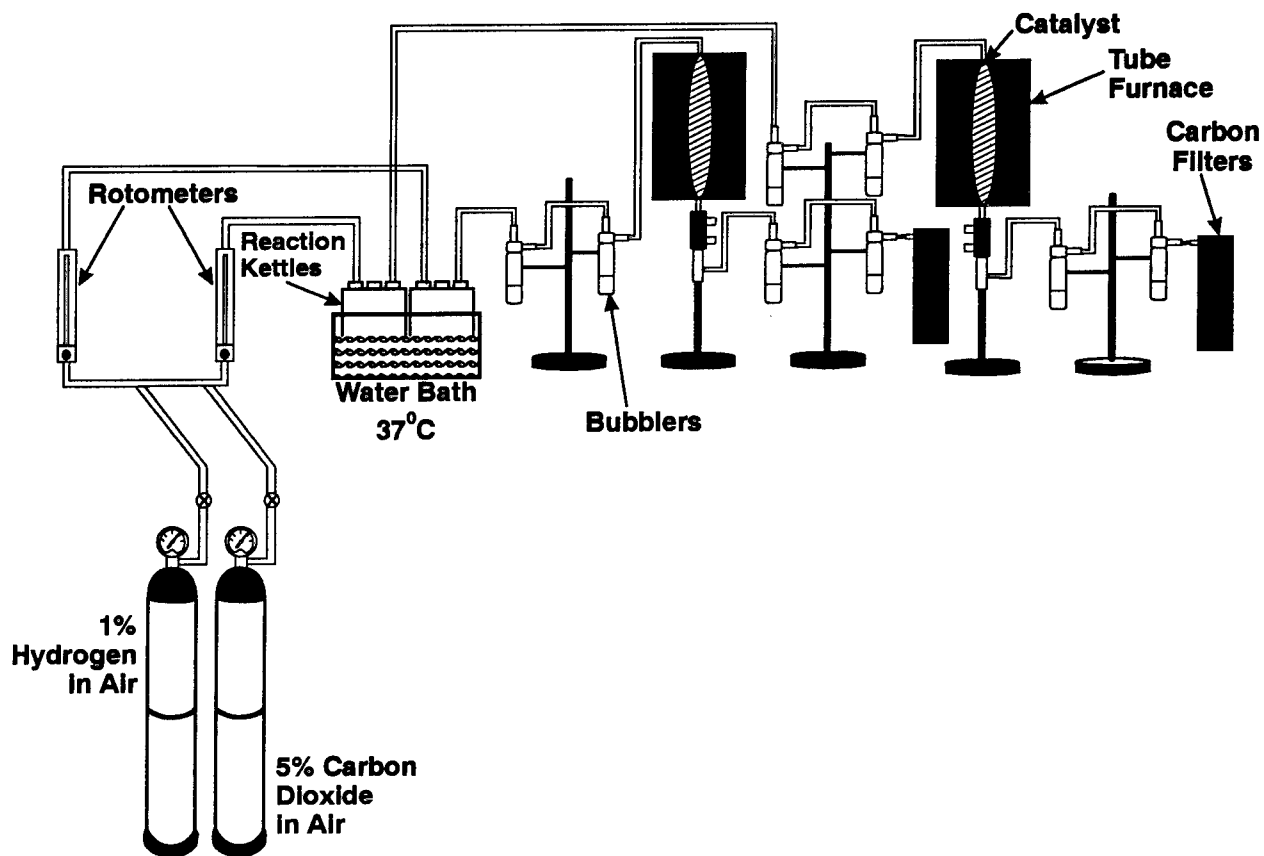 Catalyst
Tube
Furnace
Carbon
Filters
Rotometers
Reaction
Kettles
Water Bath
37⁰C
Bubblers
1%
Hydrogen
in Air
5% Carbon
Dioxide
in Air